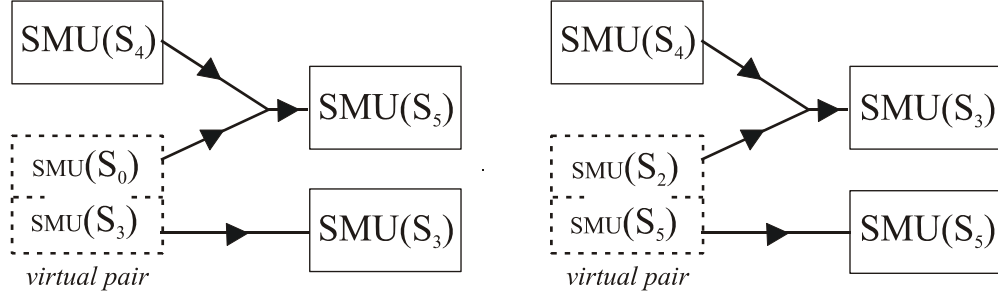 SMU(S₄)
SMU(S₅)
SMU(S₀)
SMU(S₃)
SMU(S₃)
virtual pair
.
SMU(S₄)
SMU(S₃)
SMU(S₂)
SMU(S₅)
SMU(S₅)
virtual pair